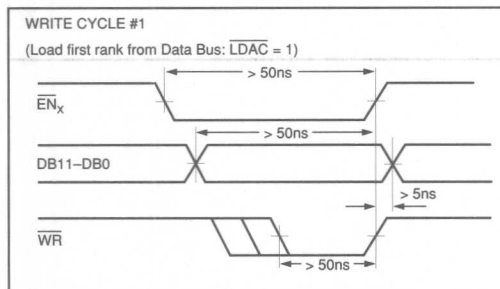 WRITE CYCLE #1
(Load first rank from Data Bus: LDAC = 1)
> 50ns
ENX
> 50ns
DB11–DB0
> 5ns
WR
> 50ns